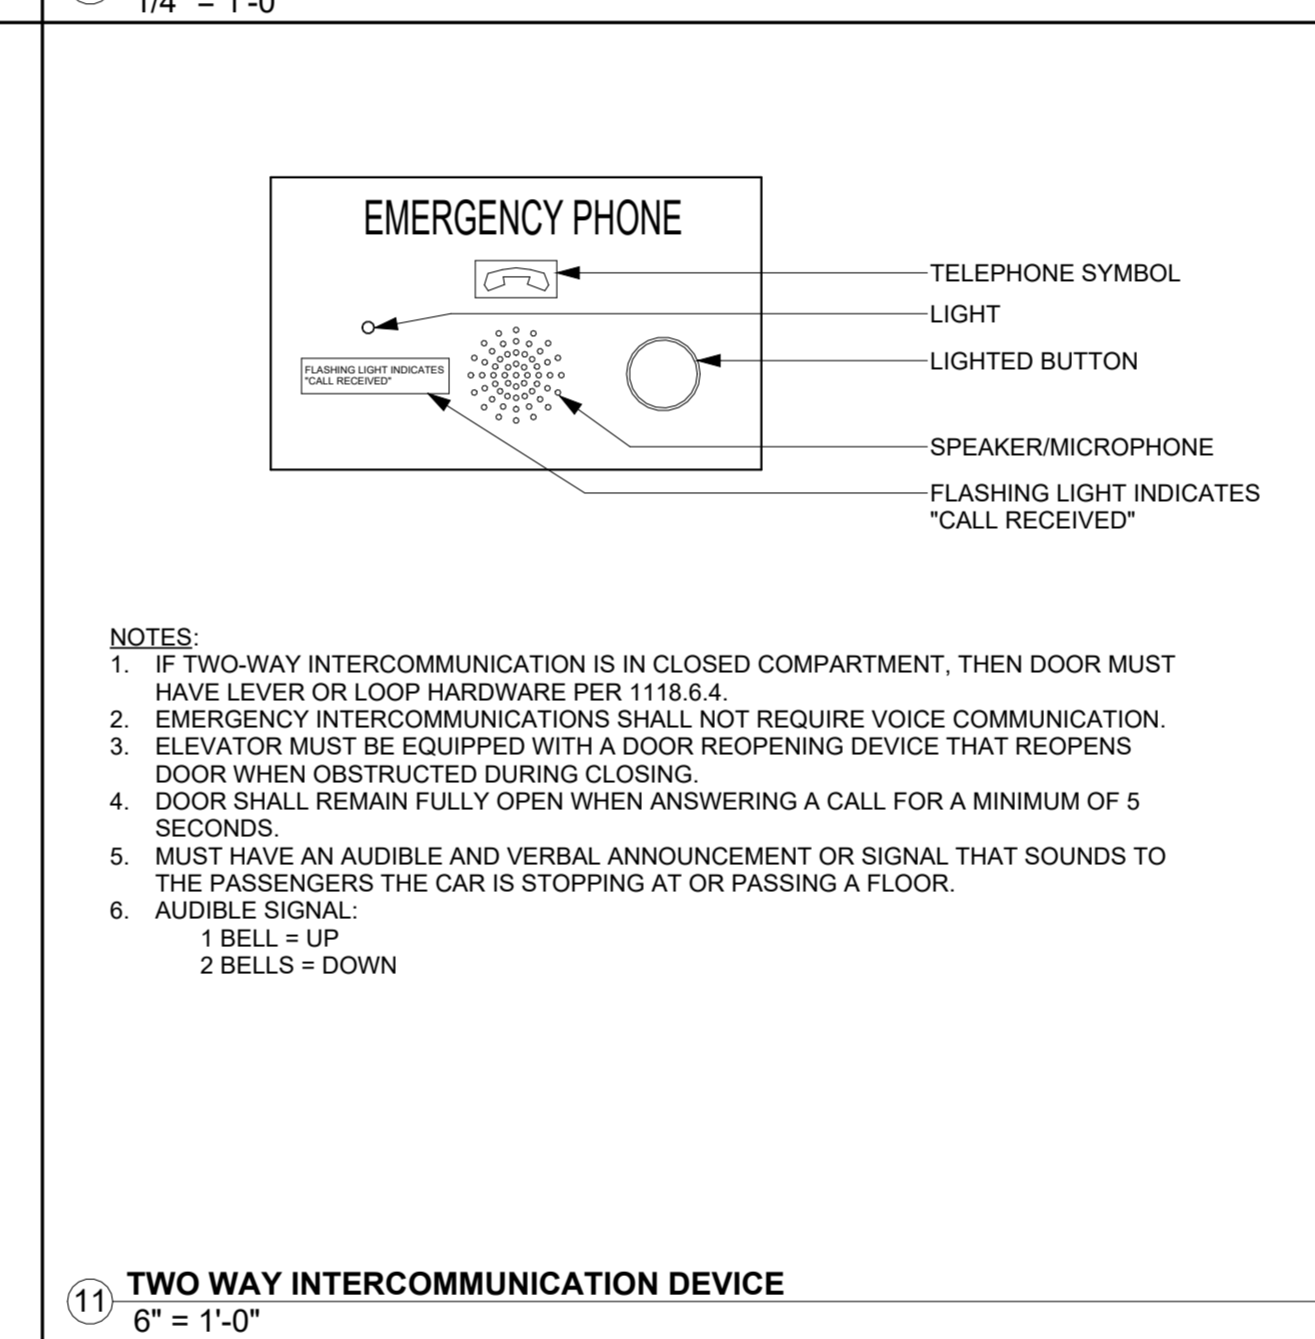 1/4" = 1'-0"
EMERGENCY PHONE
TELEPHONE SYMBOL
LIGHT
LIGHTED BUTTON
FLASHING LIGHT INDICATES
"CALL RECEIVED"
SPEAKER/MICROPHONE
FLASHING LIGHT INDICATES
"CALL RECEIVED"
NOTES:
1. IF TWO-WAY INTERCOMMUNICATION IS IN CLOSED COMPARTMENT, THEN DOOR MUST
HAVE LEVER OR LOOP HARDWARE PER 1118.6.4.
2. EMERGENCY INTERCOMMUNICATIONS SHALL NOT REQUIRE VOICE COMMUNICATION.
3. ELEVATOR MUST BE EQUIPPED WITH A DOOR REOPENING DEVICE THAT REOPENS
DOOR WHEN OBSTRUCTED DURING CLOSING.
4. DOOR SHALL REMAIN FULLY OPEN WHEN ANSWERING A CALL FOR A MINIMUM OF 5
SECONDS.
5. MUST HAVE AN AUDIBLE AND VERBAL ANNOUNCEMENT OR SIGNAL THAT SOUNDS TO
THE PASSENGERS THE CAR IS STOPPING AT OR PASSING A FLOOR.
6. AUDIBLE SIGNAL:
1 BELL = UP
2 BELLS = DOWN
11 TWO WAY INTERCOMMUNICATION DEVICE
6" = 1'-0"